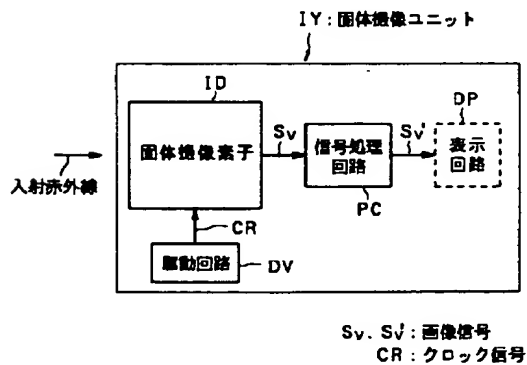 IY:固体撮像ユニット
ID
DP
固体撮像素子
Sv
信号処理
回路
Sv'
表示
回路
入射赤外線
PC
CR
駆動回路
DV
Sv, Sv':画像信号
CR:クロック信号